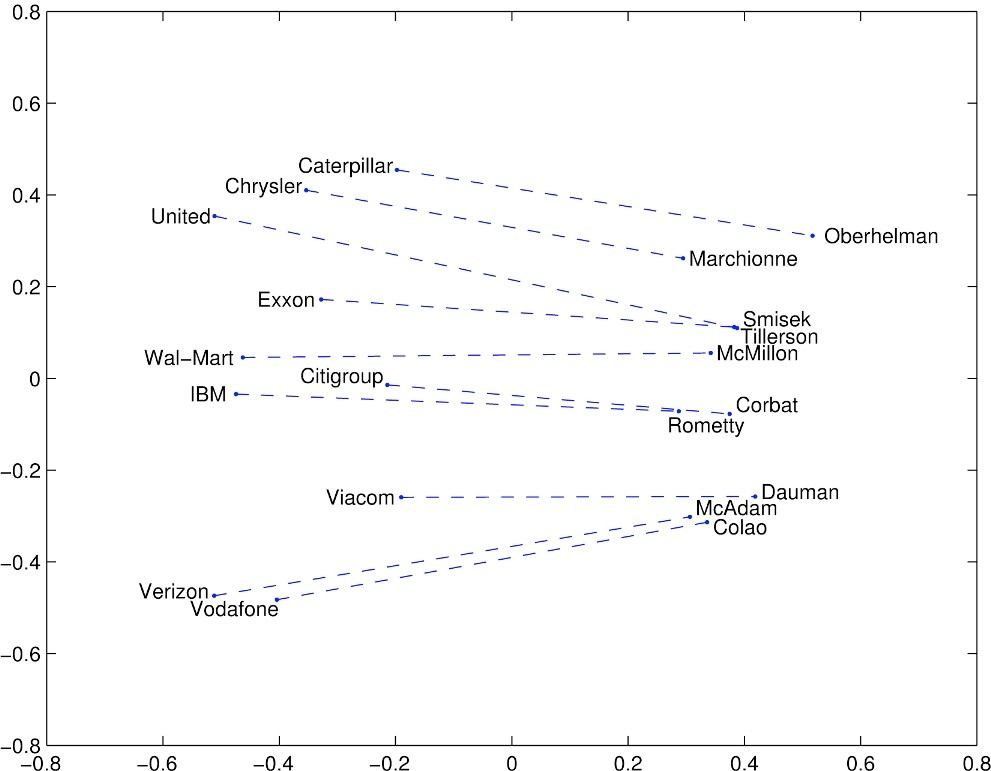 0.8
0.6
Caterpillar
Chrysler
0.4
United
Oberhelman
Marchionne
0.2
Exxon
Smisek
Tillerson
Wal-Mart
McMillon
0
Citigroup
IBM
Corbat
Rometty
−0.2
Viacom
Dauman
McAdam
Colao
−0.4
Verizon
Vodafone
−0.6
−0.8
−0.8 −0.6 −0.4 −0.2 0 0.2 0.4 0.6 0.8